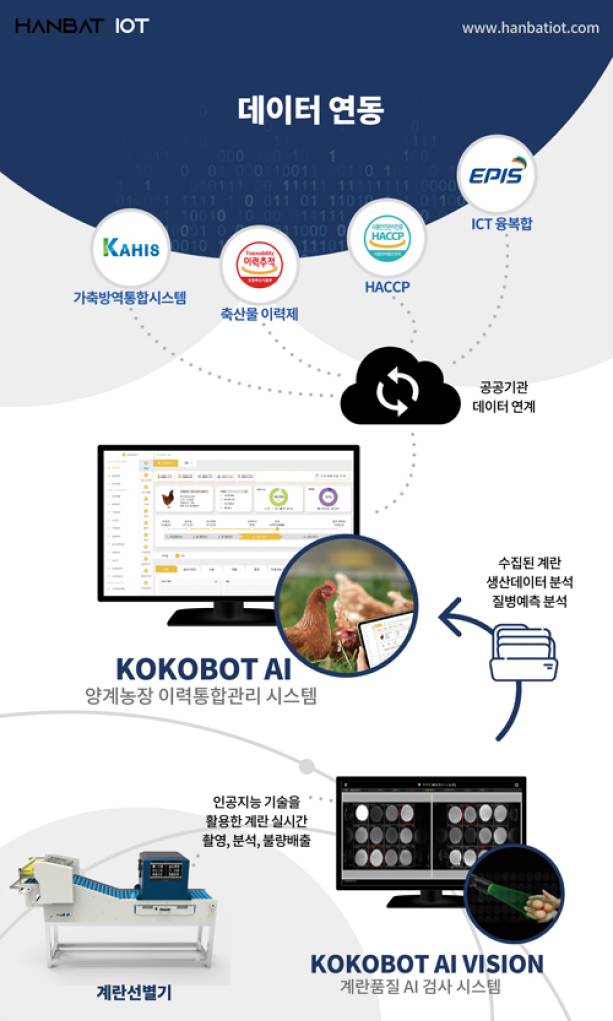 HANBAT IOT
www.hanbatiot.com
데이터 연동
EPIS
ICT 융복합
KAHIS
가축방역통합시스템
Traceability
이력추적
축산물 이력제
HACCP
HACCP
공공기관
데이터 연계
수집된 계란
생산데이터 분석
질병예측 분석
KOKOBOT AI
양계농장 이력통합관리 시스템
인공지능 기술을
활용한 계란 실시간
촬영, 분석, 불량배출
계란선별기
KOKOBOT AI VISION
계란품질 AI 검사 시스템